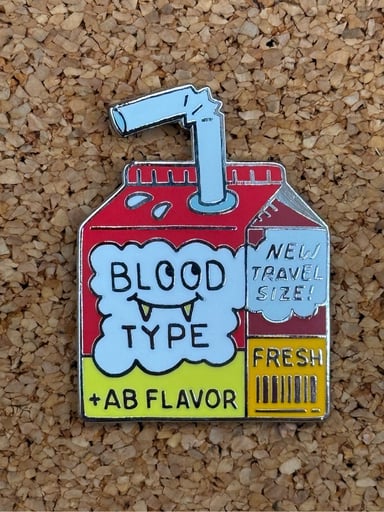 BLOOD
TYPE
+AB FLAVOR
NEW
TRAVEL
SIZE!
FRESH